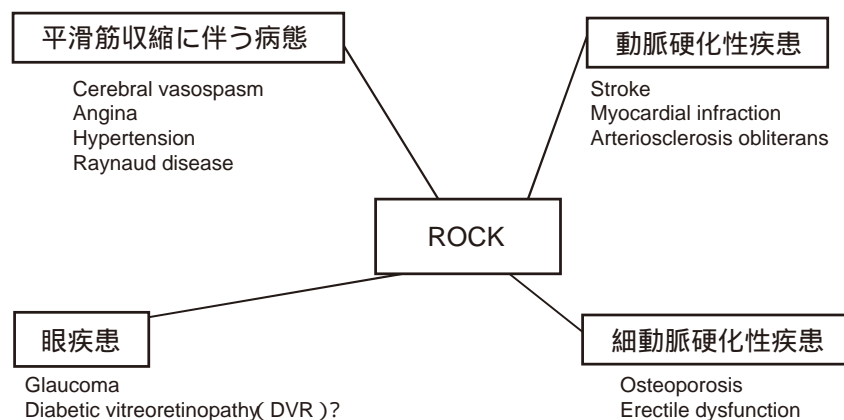 平滑筋収縮に伴う病態
Cerebral vasospasm
Angina
Hypertension
Raynaud disease
動脈硬化性疾患
Stroke
Myocardial infraction
Arteriosclerosis obliterans
ROCK
眼疾患
Glaucoma
Diabetic vitreoretinopathy( DVR )?
細動脈硬化性疾患
Osteoporosis
Erectile dysfunction